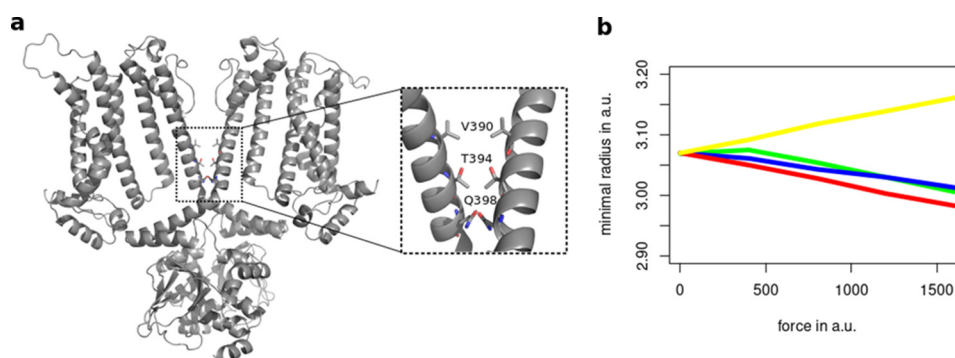 a
V390
T394
Q398
b
minimal radius in a.u.
3.20
3.10
3.00
2.90
0 500 1000 1500
force in a.u.